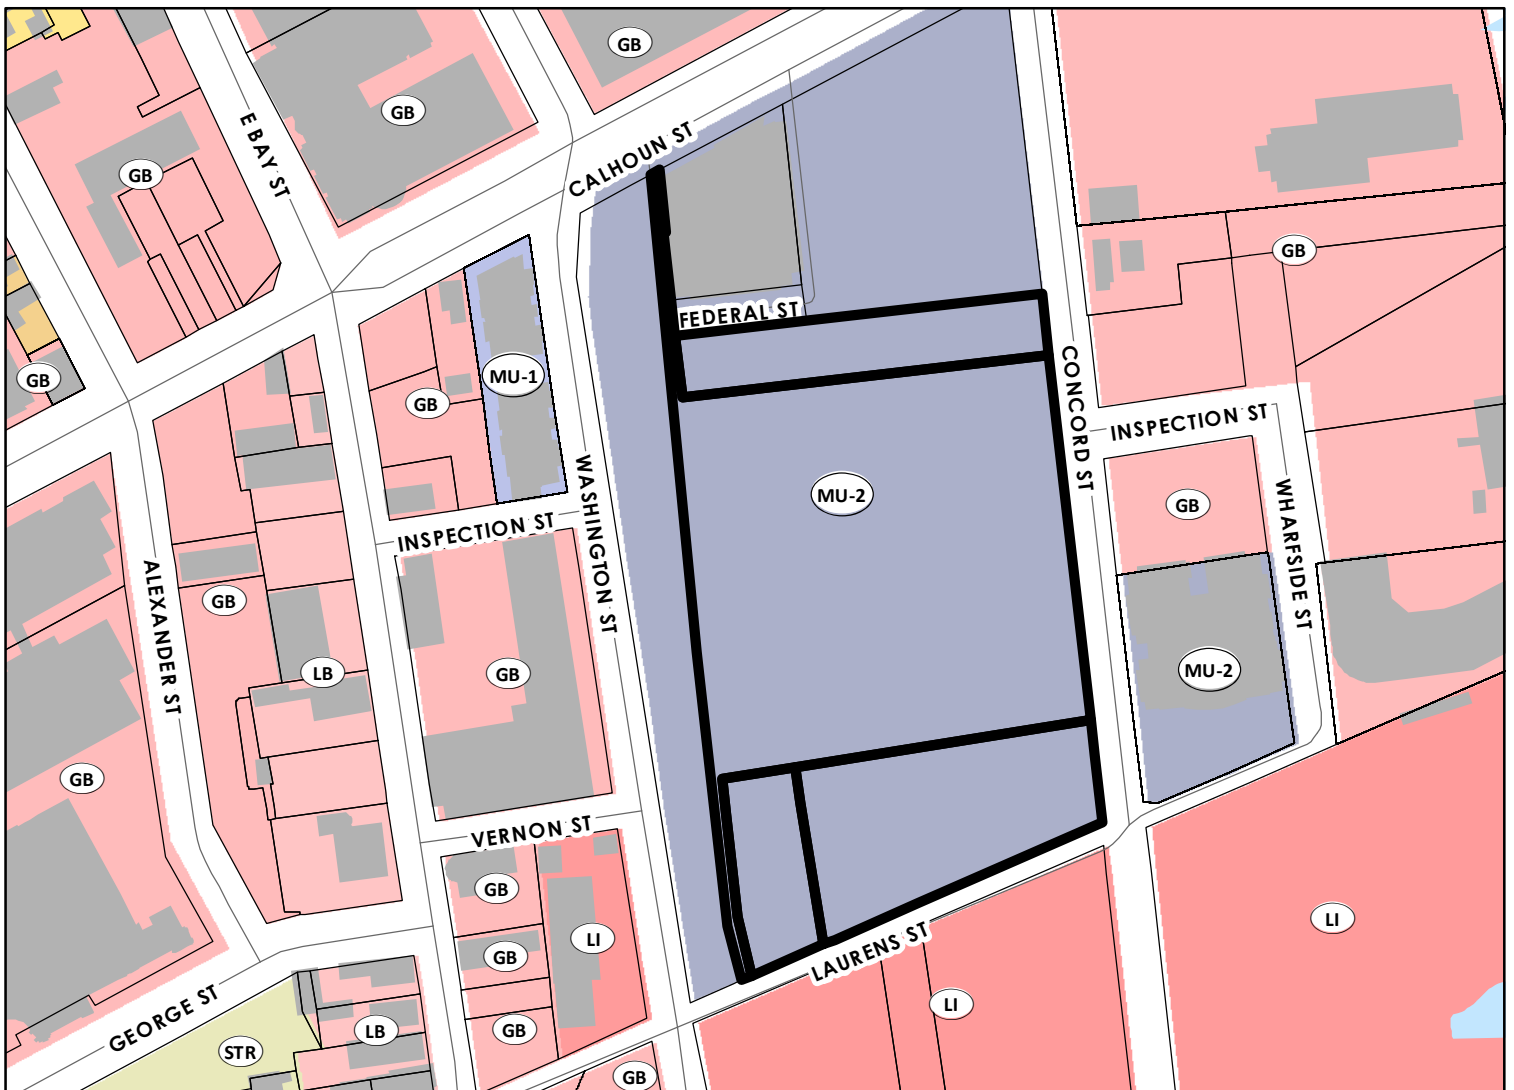 GB
GB
E BAY ST
CALHOUN ST
GB
GB
FEDERAL ST
GB
MU-1
GB
CONCORD ST
INSPECTION ST
WASHINGTON ST
MU-2
GB
WHARFSIDE ST
INSPECTION ST
ALEXANDER ST
GB
LB
GB
MU-2
GB
VERNON ST
GB
LI
LI
GB
LAURENS ST
LI
GEORGE ST
STR
LB
GB
GB